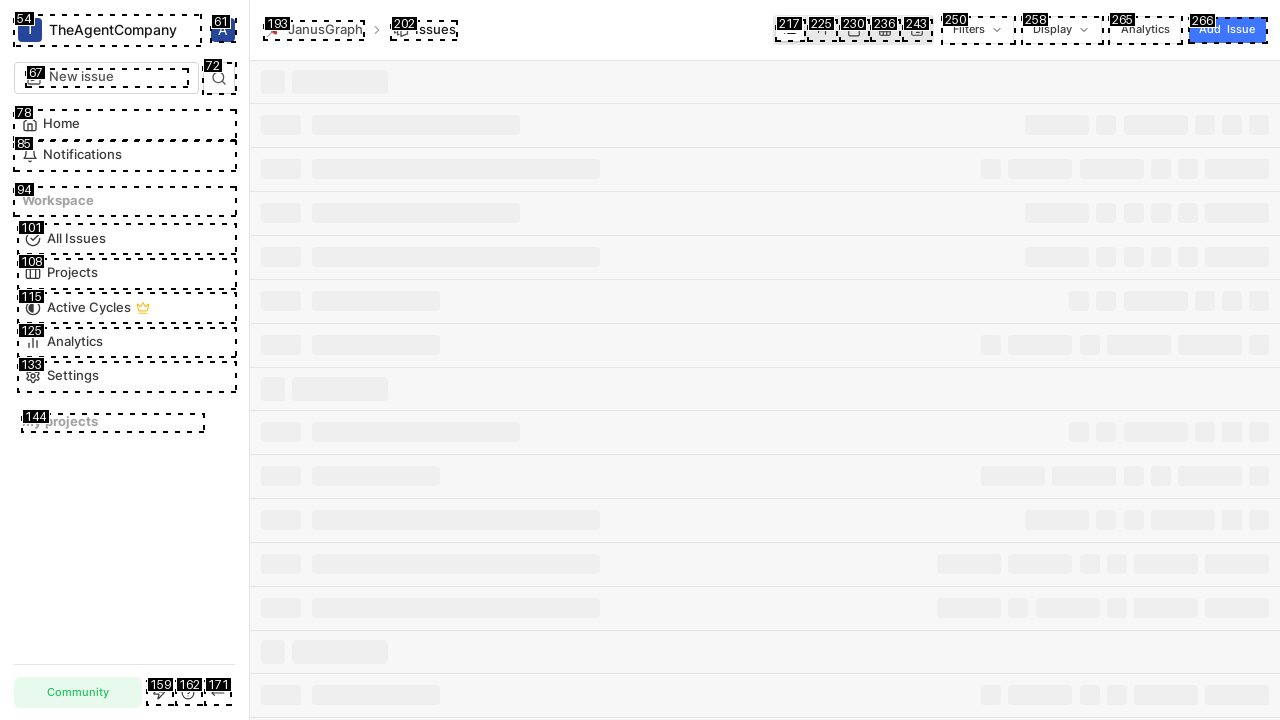 54
T
TheAgentCompany
61
A
67
New issue
72
78
Home
85
Notifications
94
Workspace
101
All Issues
108
Projects
115
Active Cycles
125
Analytics
133
Settings
144
My projects
Community
159
162
171
193
JanusGraph
202
Issues
217
225
230
236
243
250
Filters
258
Display
265
Analytics
266
Add Issue